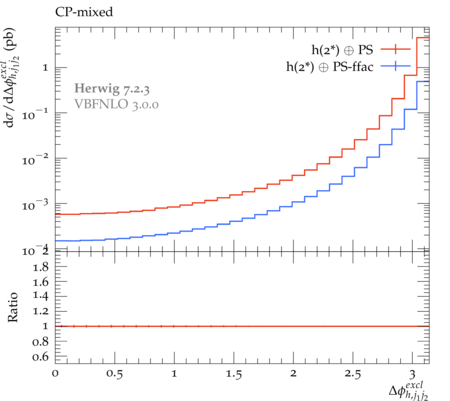 CP-mixed
h(2*) ⊕ PS
h(2*) ⊕ PS-ffac
Herwig 7.2.3
VBFNLO 3.0.0
dσ/dΔϕ^{excl}_{h,j1j2} (pb)
1
10^{-1}
10^{-2}
10^{-3}
10^{-4}
2
1.8
1.6
1.4
1.2
1
0.8
0.6
Ratio
0 0.5 1 1.5 2 2.5 3
Δϕ^{excl}_{h,j1j2}